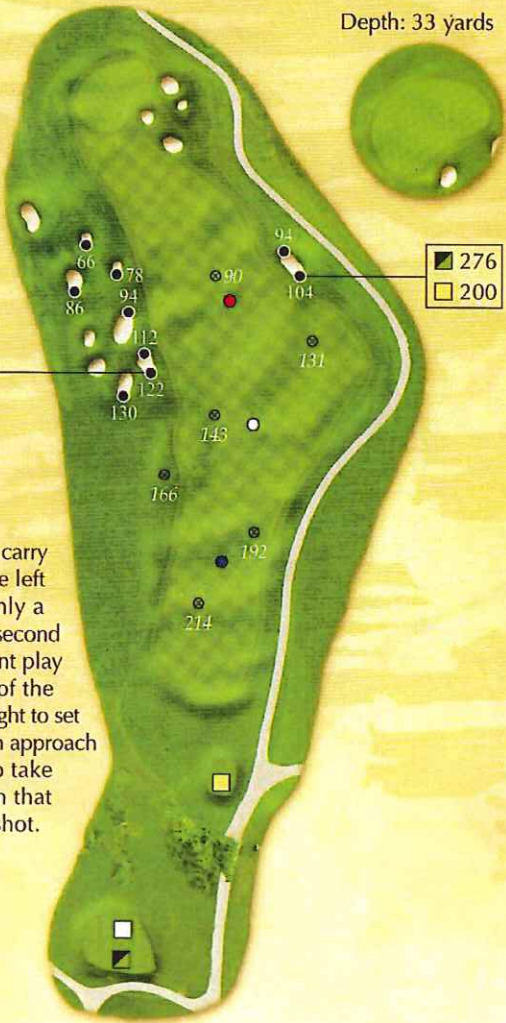 Depth: 33 yards
94
66
78
90
276
86
94
104
200
112
131
122
130
143
166
192
carry
e left
214
nly a
second
nt play
of the
ght to set
n approach
o take
n that
shot.